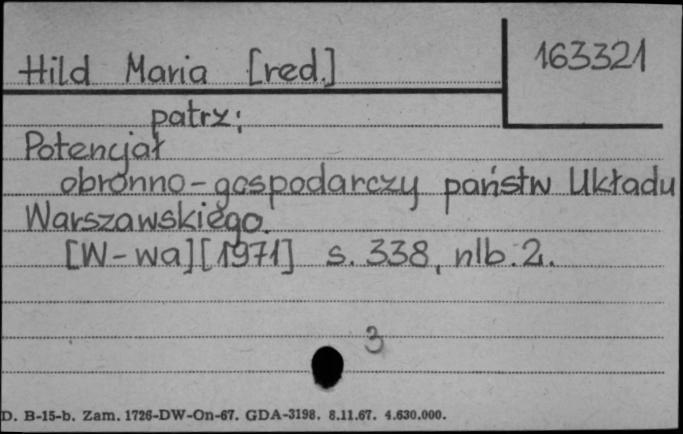 Hild Maria [red.]
163321
patrz:
Potencjał
obronno-gospodarczy państw Układu
Warszawskiego.
[W-wa][1971] s. 338, nlb. 2.
3
D. B-15-b. Zam. 1726-DW-On-67. GDA-3198. 8.11.67. 4.630.000.